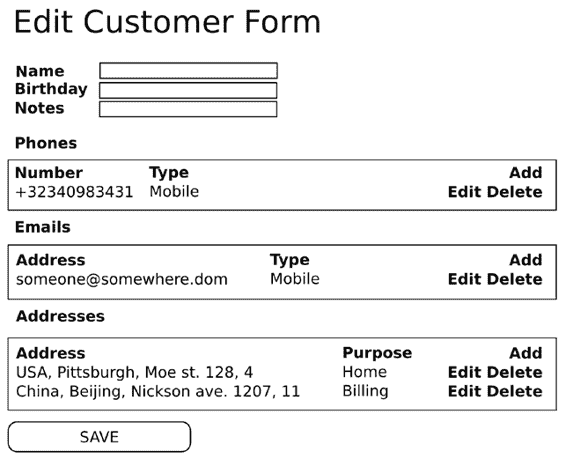 Edit Customer Form
Name
Birthday
Notes
Phones
Number Type Add
+32340983431 Mobile Edit Delete
Emails
Address Type Add
someone@somewhere.dom Mobile Edit Delete
Addresses
Address Purpose Add
USA, Pittsburgh, Moe st. 128, 4 Home Edit Delete
China, Beijing, Nickson ave. 1207, 11 Billing Edit Delete
SAVE